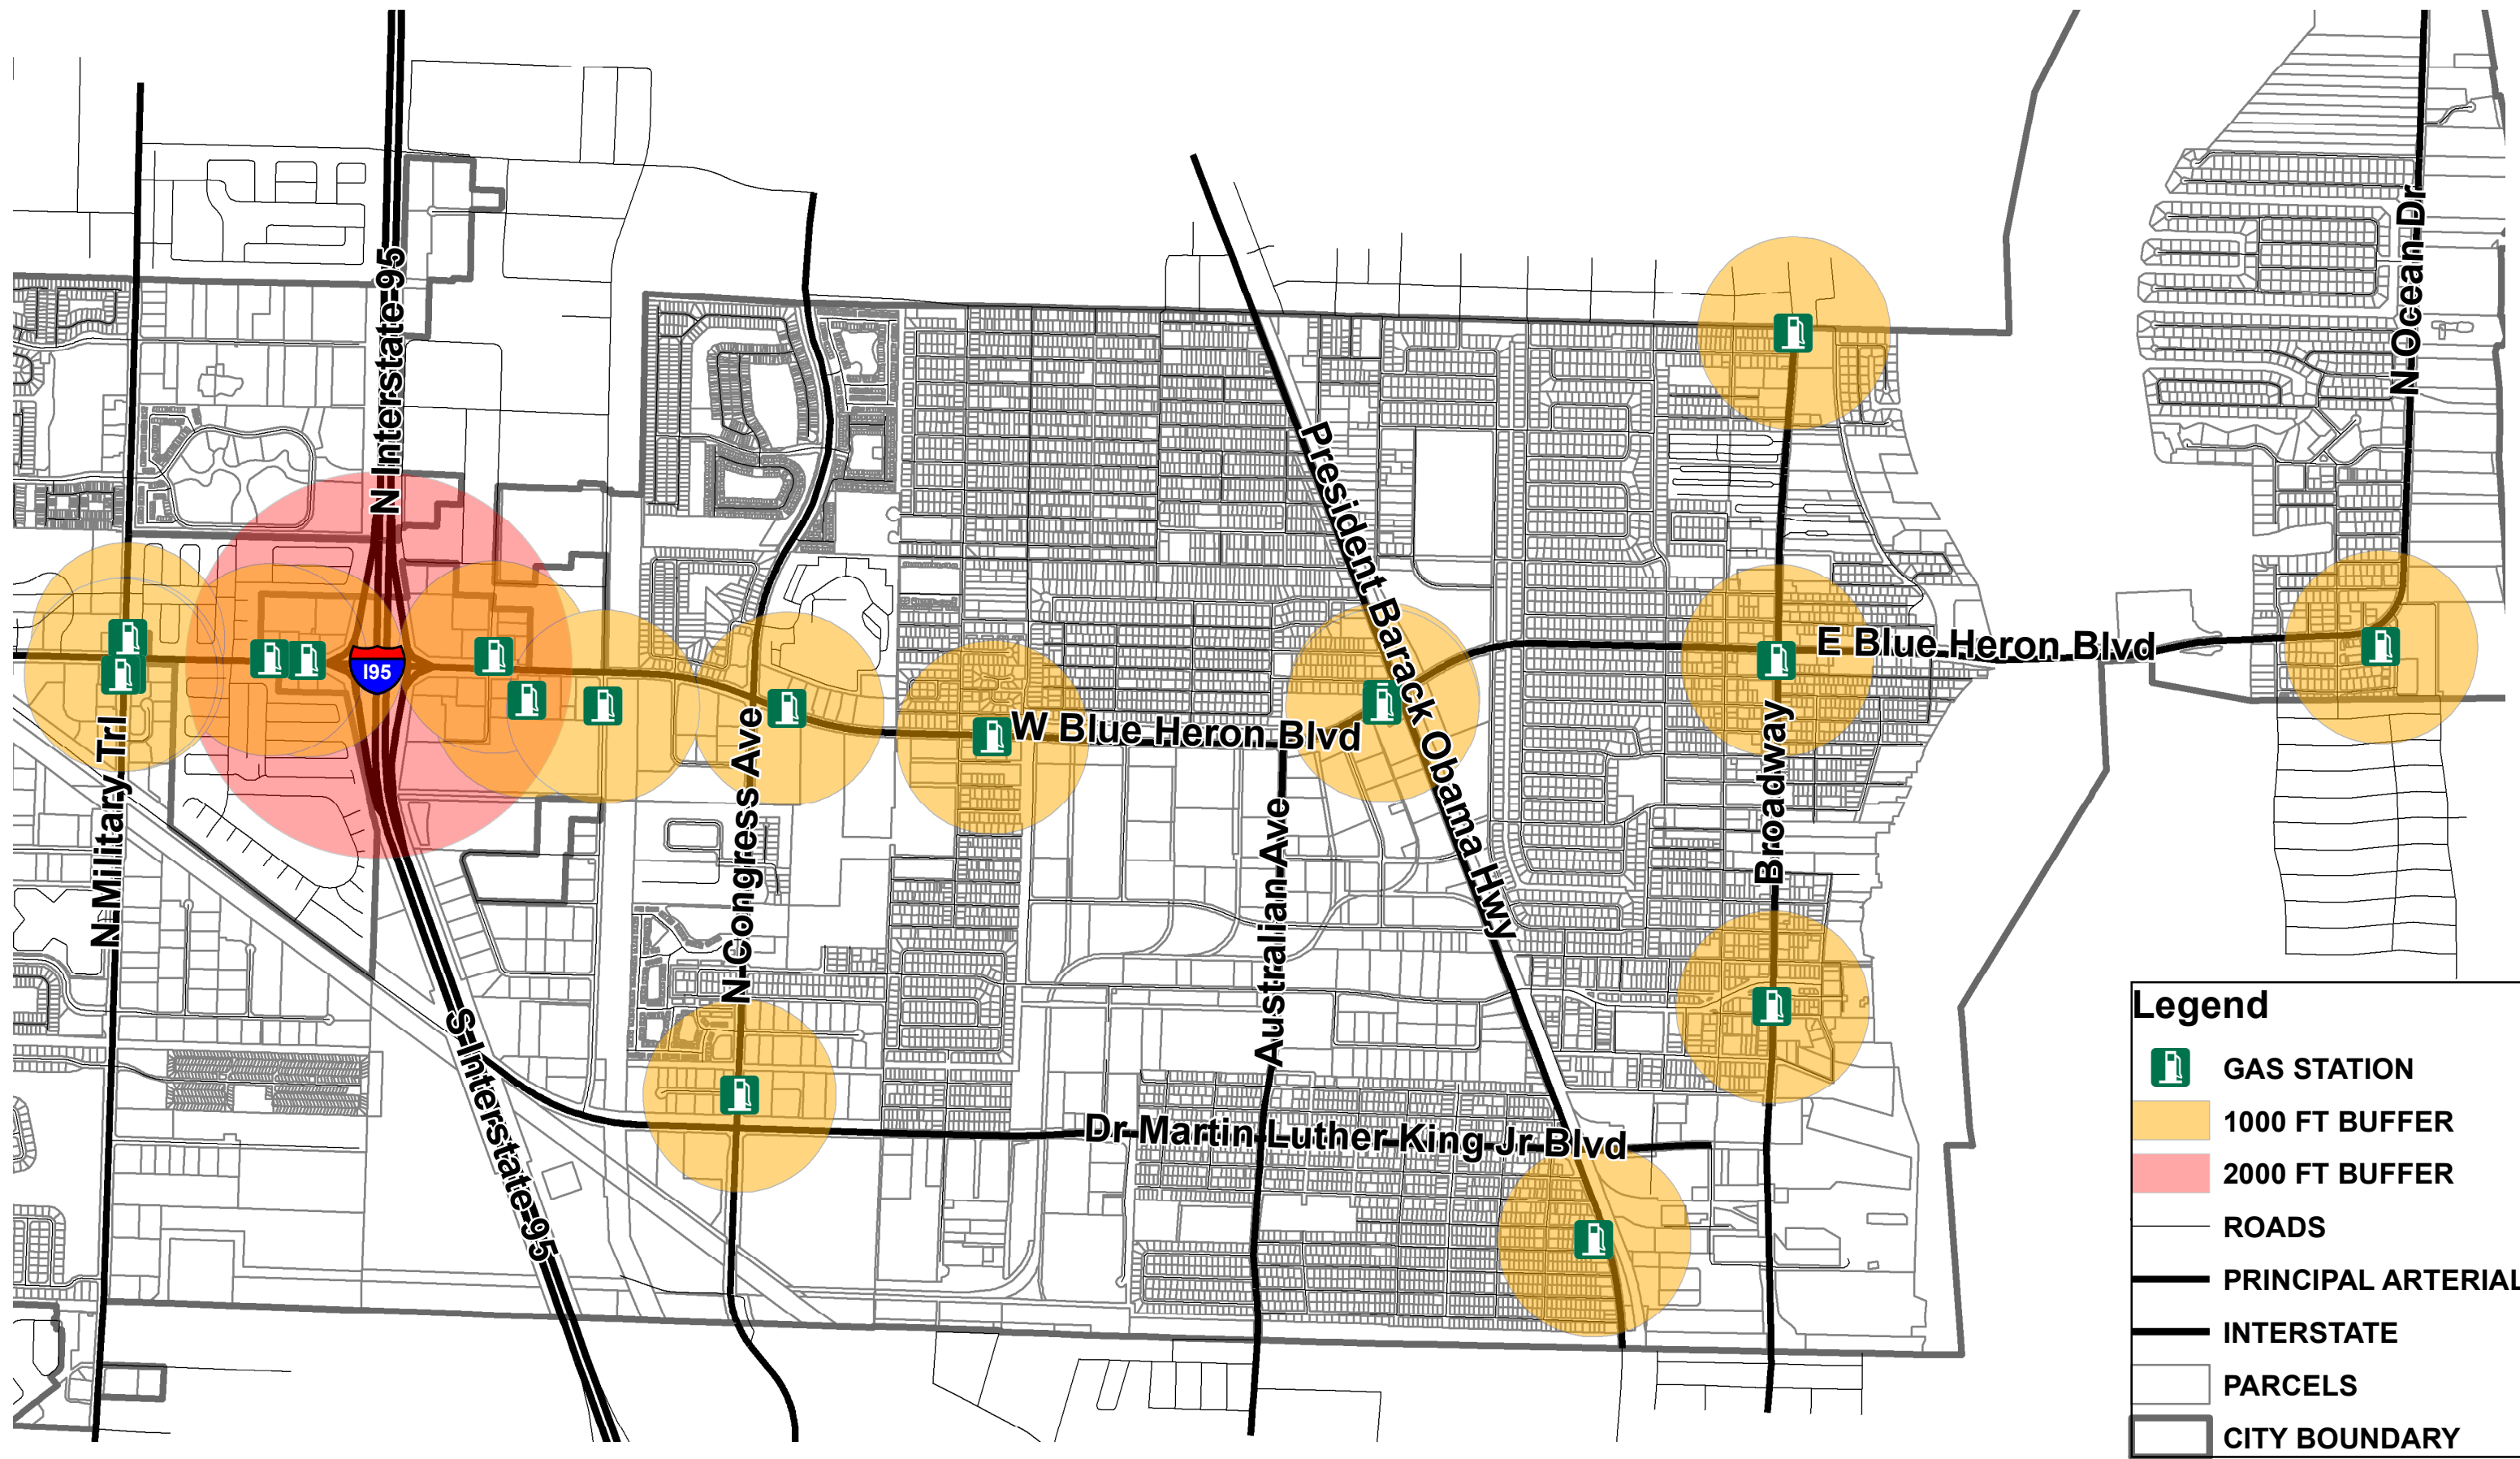 N Interstate 95
N Ocean Dr
President Barack Obama Hwy
E Blue Heron Blvd
I95
W Blue Heron Blvd
N Military Trl
N Congress Ave
Broadway
Australian Ave
S Interstate 95
Dr Martin Luther King Jr Blvd
Legend
GAS STATION
1000 FT BUFFER
2000 FT BUFFER
ROADS
PRINCIPAL ARTERIAL
INTERSTATE
PARCELS
CITY BOUNDARY